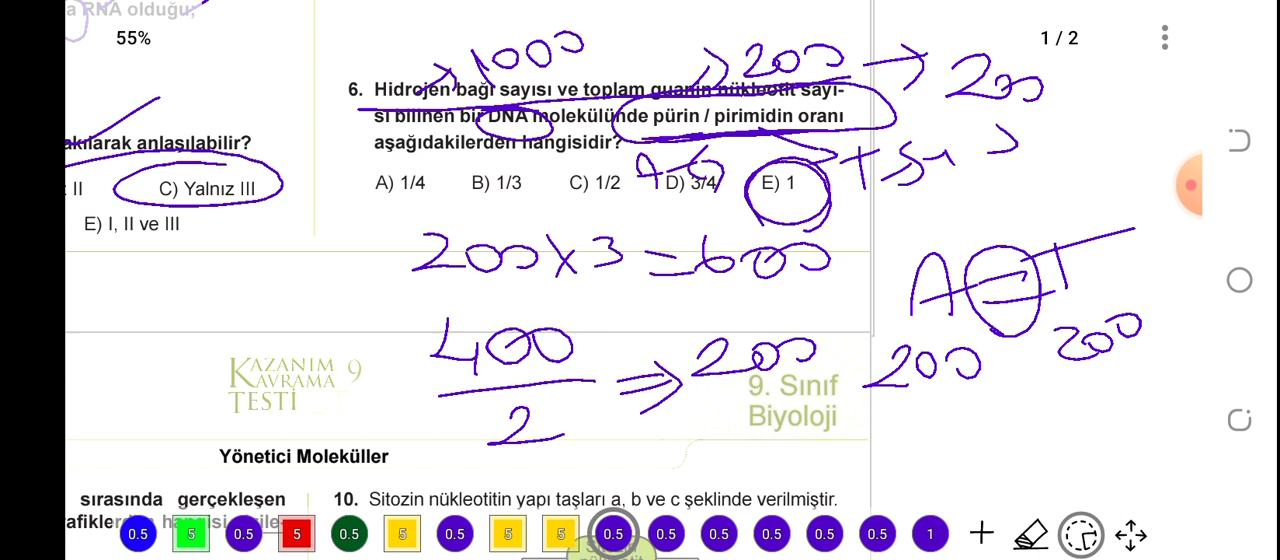 a RNA olduğu;
55%
1 / 2
1000
200
200
6. Hidrojen bağı sayısı ve toplam guanin nükleotit sayı-
sı bilinen bir DNA molekülünde pürin / pirimidin oranı
aşağıdakilerden hangisidir?
A) 1/4 B) 1/3 C) 1/2 D) 3/4 E) 1
akılarak anlaşılabilir?
: II C) Yalnız III
E) I, II ve III
200 x 3 = 600
A = T
200 200
400
2
200
KAZANIM
KAVRAMA
TESTİ
9
9. Sınıf
Biyoloji
Yönetici Moleküller
sırasında gerçekleşen
10. Sitozin nükleotitin yapı taşları a, b ve c şeklinde verilmiştir.
0.5 5 0.5 5 0.5 5 0.5 5 5 0.5 0.5 0.5 0.5 0.5 0.5 1